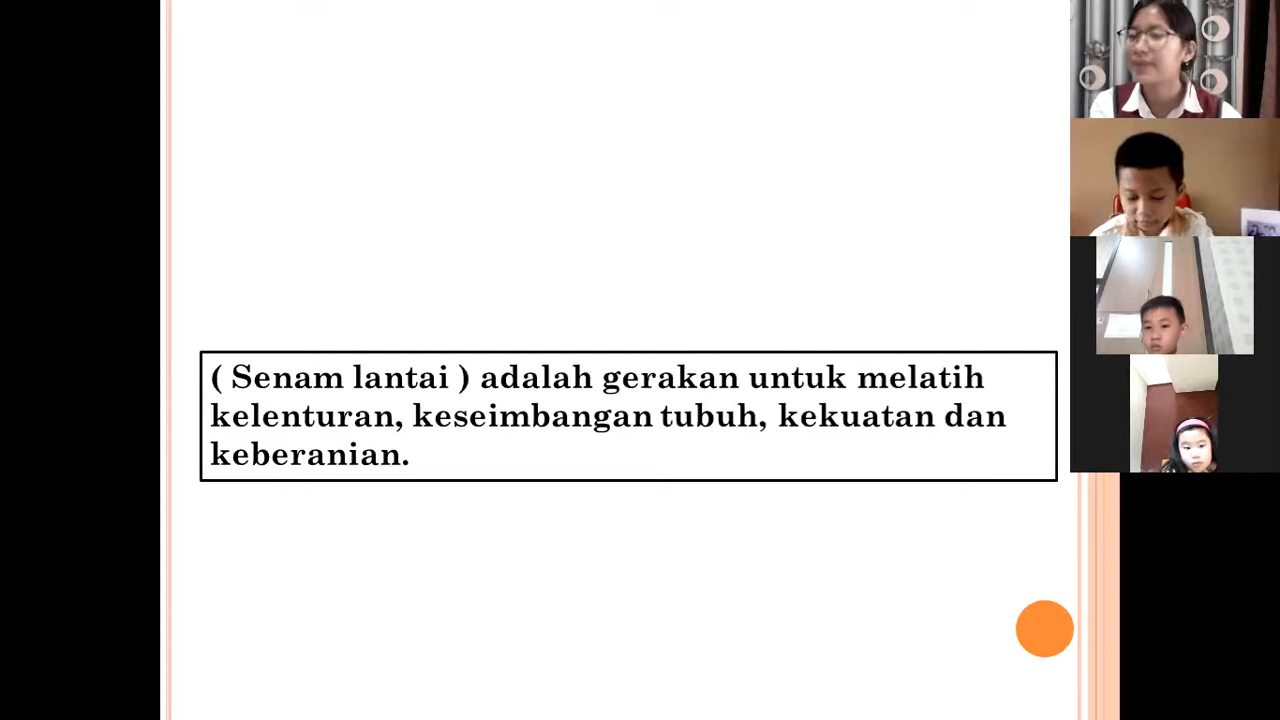 ( Senam lantai ) adalah gerakan untuk melatih
kelenturan, keseimbangan tubuh, kekuatan dan
keberanian.